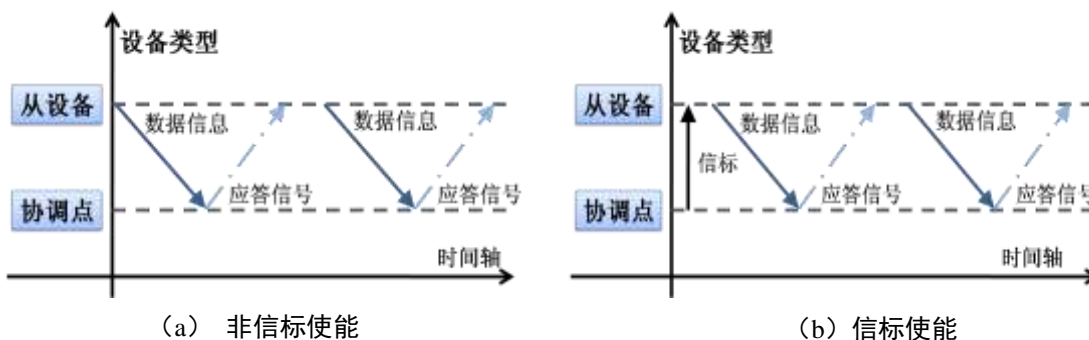 设备类型
从设备
数据信息
数据信息
协调点
应答信号
应答信号
时间轴
（a） 非信标使能
设备类型
从设备
数据信息
数据信息
信标
协调点
应答信号
应答信号
时间轴
（b）信标使能